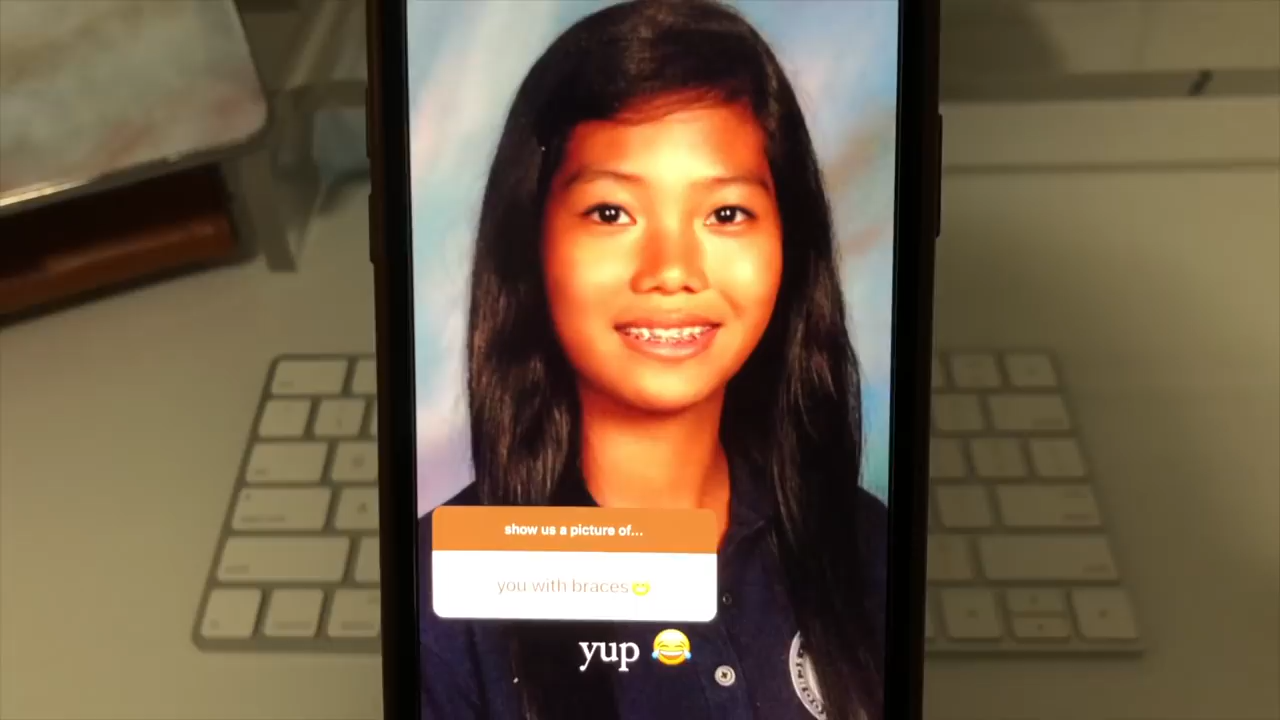 show us a picture of...
you with braces😁
yup 😂